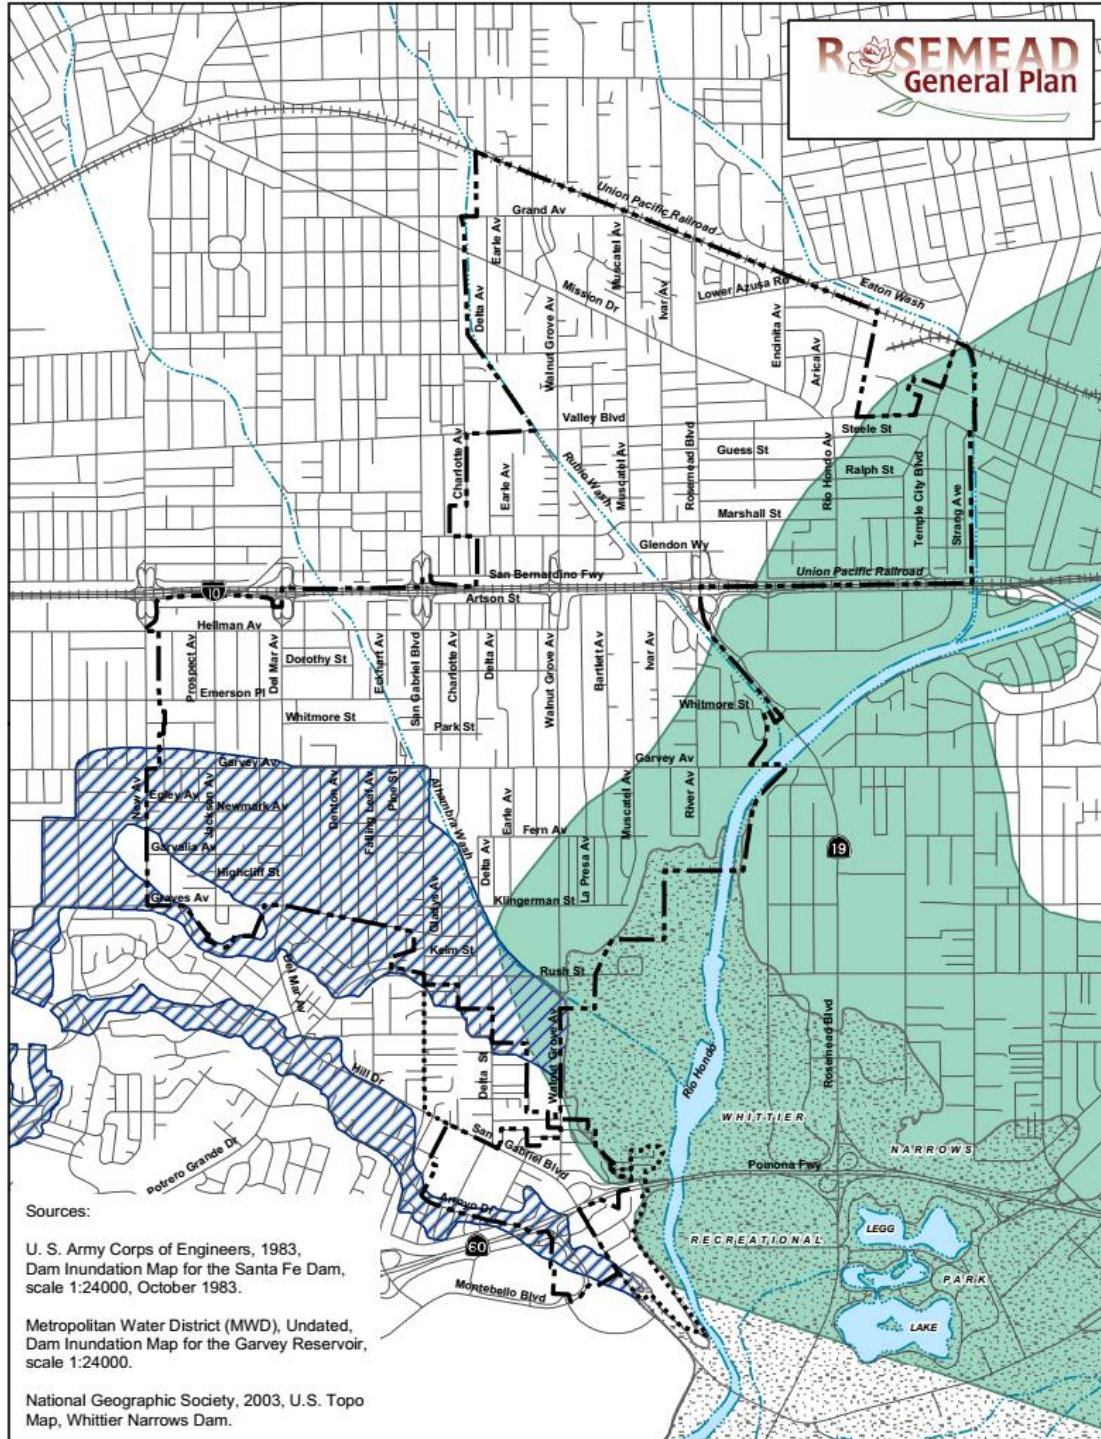 ROSEMEAD
General Plan
Union Pacific Railroad
Grand Av
Earle Av
Muscatel Av
Mission Dr
Ivar Av
Lower Azusa Rd
Eaton Wash
Delta Av
Walnut Grove Av
Encinita Av
Arica Av
Valley Blvd
Steele St
Charlotte Av
Earle Av
Rubio Wash
Muscatel Av
Rosemead Blvd
Guess St
Rio Hondo Av
Ralph St
Temple City Blvd
Strang Ave
Marshall St
Glendon Wy
San Bernardino Fwy
Union Pacific Railroad
10
Artson St
Hellman Av
Prospect Av
Del Mar Av
Dorothy St
Eckhart Av
San Gabriel Blvd
Charlotte Av
Delta Av
Walnut Grove Av
Bartlett Av
Ivar Av
Emerson Pl
Whitmore St
Park St
Whitmore St
Garvey Av
Garvey Av
New Av
Egley Av
Jackson Av
Newmark Av
Denton Av
Falling Leaf Av
Pine St
Alhambra Wash
Earle Av
Muscatel Av
River Av
Fern Av
Garvalia Av
Delta Av
La Presa Av
19
Highcliff St
Graves Av
Gladys Av
Klingerman St
Kelm St
Del Mar Av
Rush St
Walnut Grove Av
Rosemead Blvd
Rio Hondo
Delta St
Hill Dr
San Gabriel Blvd
WHITTIER
NARROWS
Potrero Grande Dr
Pomona Fwy
Arroyo Dr
60
RECREATIONAL
LEGG
PARK
Montebello Blvd
LAKE
Sources:
U. S. Army Corps of Engineers, 1983,
Dam Inundation Map for the Santa Fe Dam,
scale 1:24000, October 1983.
Metropolitan Water District (MWD), Undated,
Dam Inundation Map for the Garvey Reservoir,
scale 1:24000.
National Geographic Society, 2003, U.S. Topo
Map, Whittier Narrows Dam.